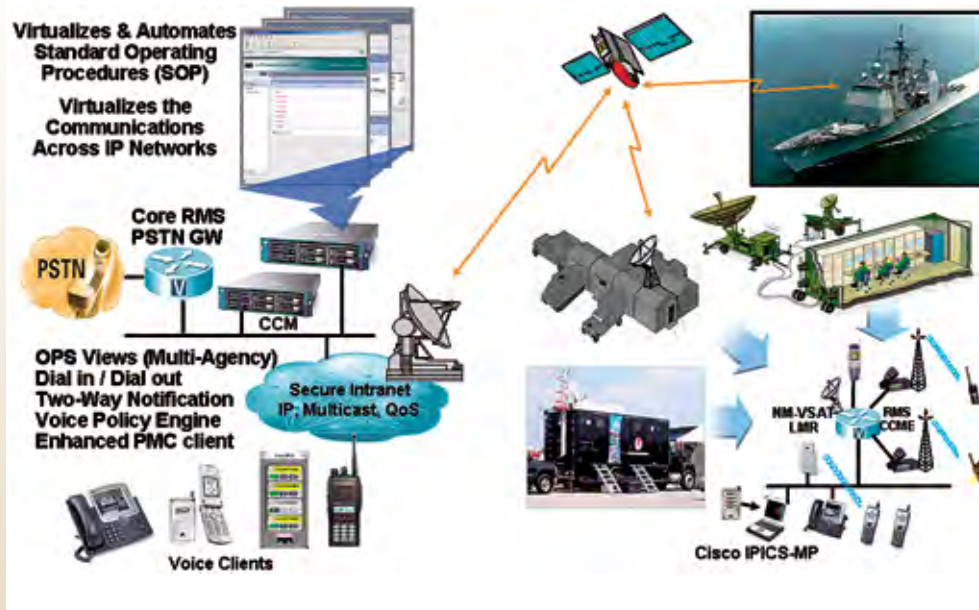 Virtualizes & Automates
Standard Operating
Procedures (SOP)
Virtualizes the
Communications
Across IP Networks
Core RMS
PSTN GW
PSTN
V
CCM
OPS Views (Multi-Agency)
Dial in / Dial out
Two-Way Notification
Voice Policy Engine
Enhanced PMC client
Secure Intranet
IP, Multicast, QoS
Voice Clients
NM-VSAT
LMR
RMS
CCME
V
Cisco IPICS-MP